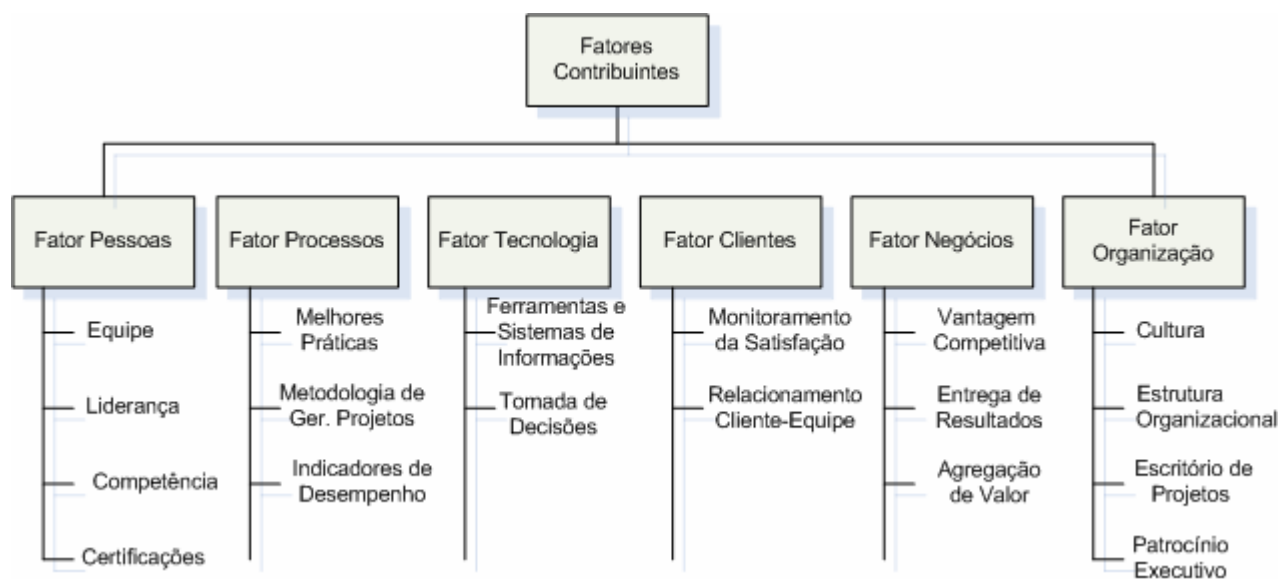 Fatores
Contribuintes
Fator Pessoas
Equipe
Liderança
Competência
Certificações
Fator Processos
Melhores
Práticas
Metodologia de
Ger. Projetos
Indicadores de
Desempenho
Fator Tecnologia
Ferramentas e
Sistemas de
Informações
Tomada de
Decisões
Fator Clientes
Monitoramento
da Satisfação
Relacionamento
Cliente-Equipe
Fator Negócios
Vantagem
Competitiva
Entrega de
Resultados
Agregação
de Valor
Fator
Organização
Cultura
Estrutura
Organizacional
Escritório de
Projetos
Patrocínio
Executivo